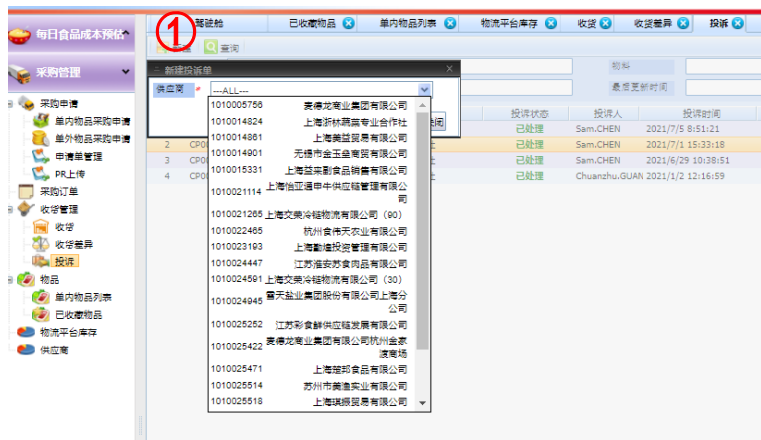 驾驶舱 已收藏物品 单内物品列表 物流平台库存 收货 收货差异 投诉
每日食品成本预估
①
查询
采购管理
新建投诉单
物料
供应商 * ---ALL---
最后更新时间
采购申请
单内物品采购申请
单外物品采购申请
申请单管理
PR上传
采购订单
收货管理
收货
收货差异
投诉
物品
单内物品列表
已收藏物品
物流平台库存
供应商
1010005756 麦德龙商业集团有限公司
1010014824 上海浙林蔬菜专业合作社
1010014861 上海美益贸易有限公司
1010014901 无锡市金玉垒商贸有限公司
1010015331 上海益来副食品销售有限公司
1010021114 上海怡亚通申牛供应链管理有限公司
1010021265 上海交荣冷链物流有限公司（90）
1010022465 杭州食伟天农业有限公司
1010023193 上海勤煌投资管理有限公司
1010024447 江苏淮安苏食肉品有限公司
1010024591 上海交荣冷链物流有限公司（30）
1010024945 雪天盐业集团股份有限公司上海分公司
1010025252 江苏彩食鲜供应链发展有限公司
1010025422 麦德龙商业集团有限公司杭州金家渡商场
1010025471 上海楚邦食品有限公司
1010025514 苏州市美渔实业有限公司
1010025518 上海琪振贸易有限公司
投诉状态 投诉人 投诉时间
已处理 Sam.CHEN 2021/7/5 8:51:21
2 CP00 已处理 Sam.CHEN 2021/7/1 15:33:18
3 CP00 已处理 Sam.CHEN 2021/6/29 10:38:51
4 CP00 已处理 Chuanzhu.GUAN 2021/1/2 12:16:59